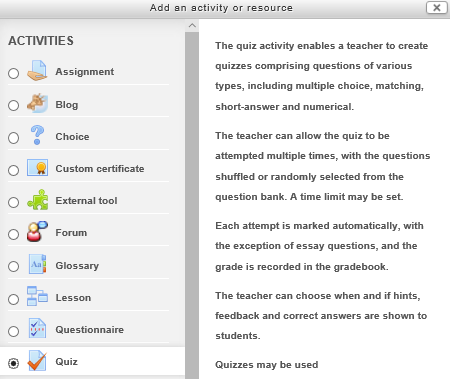 Add an activity or resource
ACTIVITIES
Assignment
Blog
Choice
Custom certificate
External tool
Forum
Glossary
Lesson
Questionnaire
Quiz
The quiz activity enables a teacher to create
quizzes comprising questions of various
types, including multiple choice, matching,
short-answer and numerical.
The teacher can allow the quiz to be
attempted multiple times, with the questions
shuffled or randomly selected from the
question bank. A time limit may be set.
Each attempt is marked automatically, with
the exception of essay questions, and the
grade is recorded in the gradebook.
The teacher can choose when and if hints,
feedback and correct answers are shown to
students.
Quizzes may be used